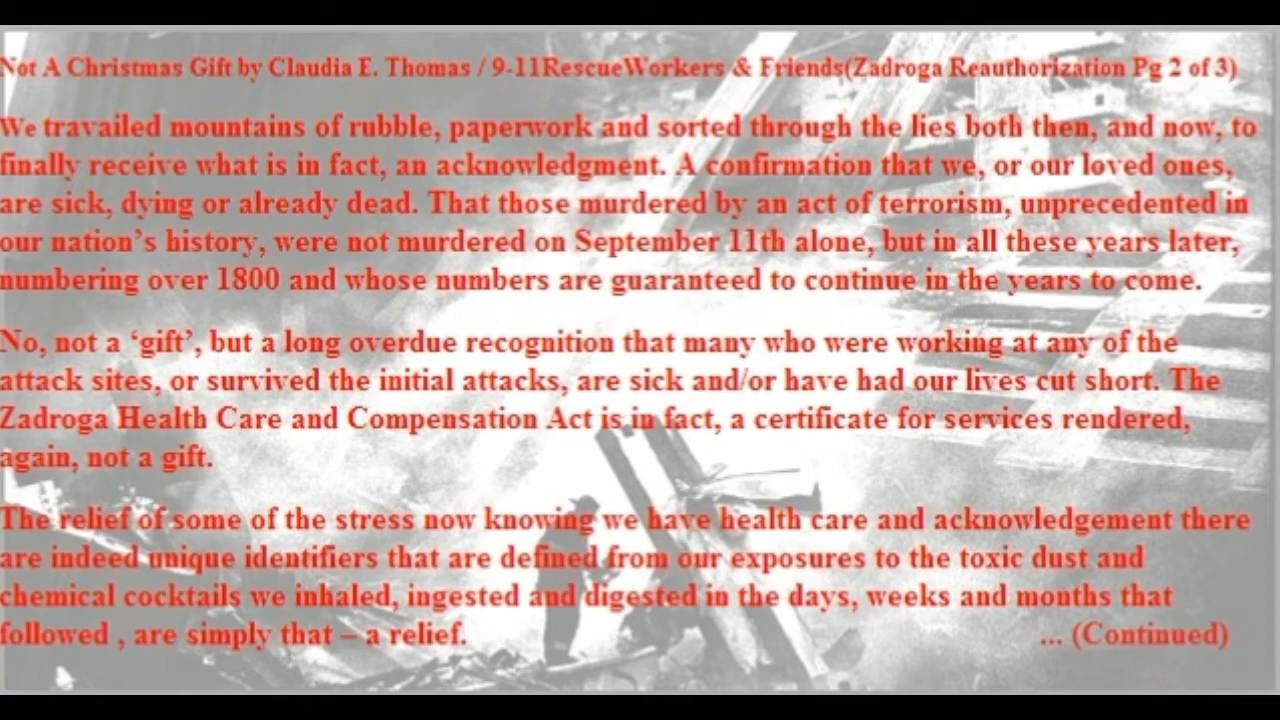 Not A Christmas Gift by Claudia E. Thomas / 9-11RescueWorkers & Friends(Zadroga Reauthorization Pg 2 of 3)
We travailed mountains of rubble, paperwork and sorted through the lies both then, and now, to
finally receive what is in fact, an acknowledgment. A confirmation that we, or our loved ones,
are sick, dying or already dead. That those murdered by an act of terrorism, unprecedented in
our nation’s history, were not murdered on September 11th alone, but in all these years later,
numbering over 1800 and whose numbers are guaranteed to continue in the years to come.
No, not a ‘gift’, but a long overdue recognition that many who were working at any of the
attack sites, or survived the initial attacks, are sick and/or have had our lives cut short. The
Zadroga Health Care and Compensation Act is in fact, a certificate for services rendered,
again, not a gift.
The relief of some of the stress now knowing we have health care and acknowledgement there
are indeed unique identifiers that are defined from our exposures to the toxic dust and
chemical cocktails we inhaled, ingested and digested in the days, weeks and months that
followed , are simply that – a relief. ... (Continued)